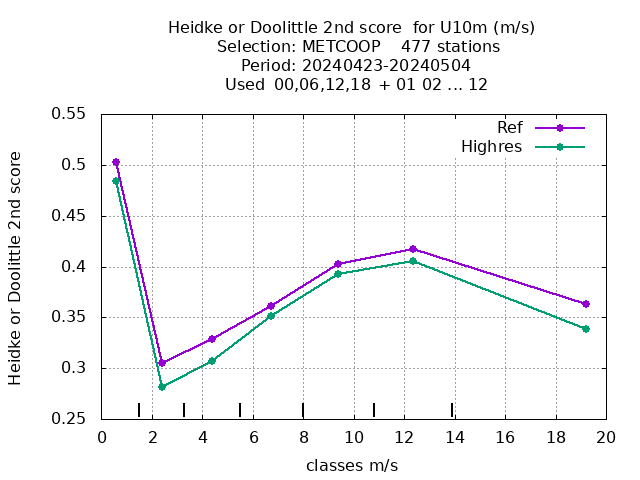 Heidke or Doolittle 2nd score  for U10m (m/s)
Selection: METCOOP    477 stations
Period: 20240423-20240504
Used  00,06,12,18 + 01 02 ... 12
Ref
Highres
Heidke or Doolittle 2nd score
0.55
0.5
0.45
0.4
0.35
0.3
0.25
0 2 4 6 8 10 12 14 16 18 20
classes m/s